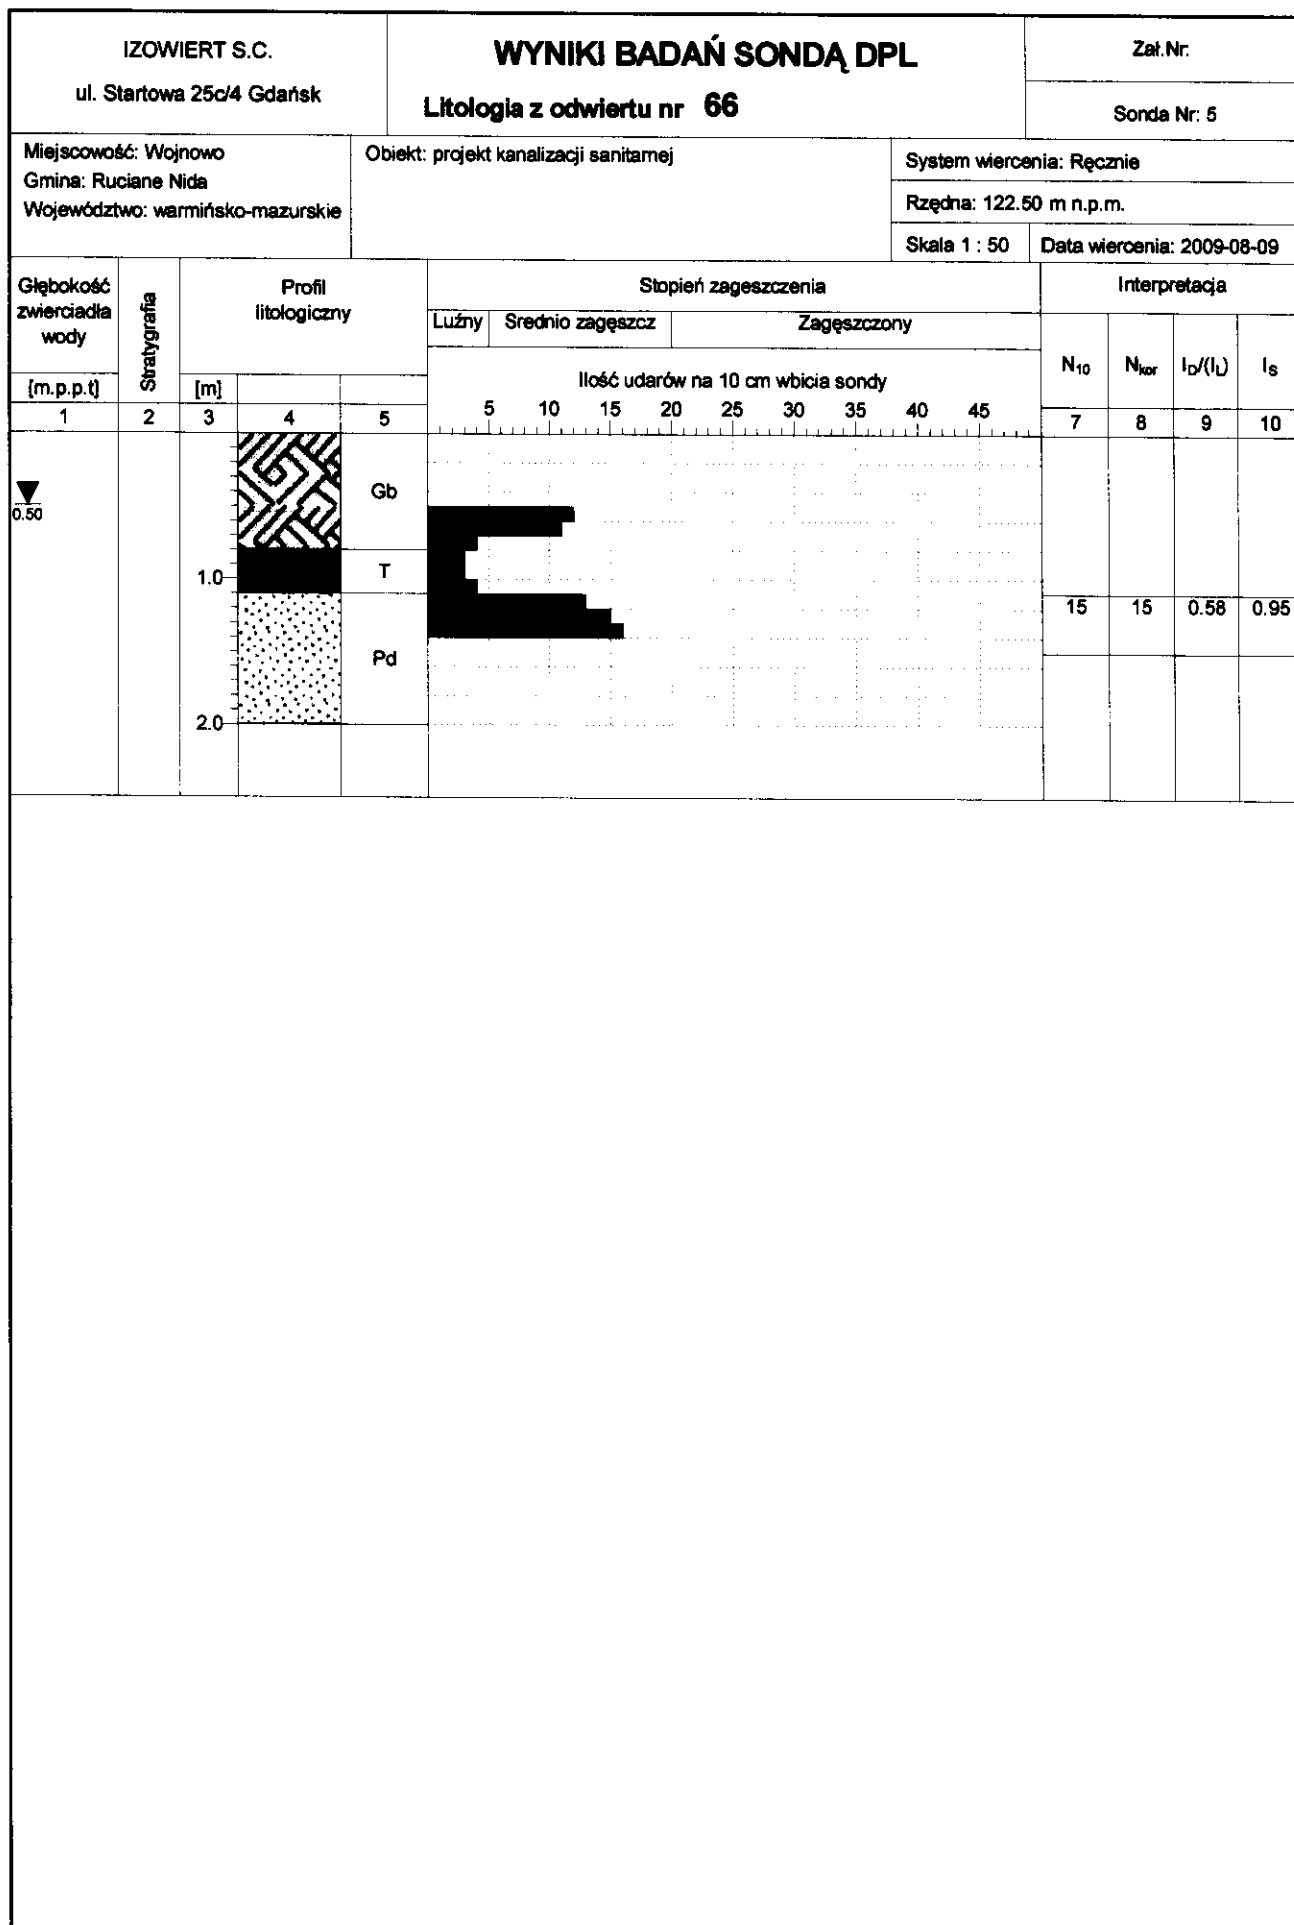 IZOWIERT S.C.
ul. Startowa 25c/4 Gdańsk
WYNIKI BADAŃ SONDĄ DPL
Litologia z odwiertu nr 66
Zał.Nr:
Sonda Nr: 5
Miejscowość: Wojnowo
Gmina: Ruciane Nida
Województwo: warmińsko-mazurskie
Obiekt: projekt kanalizacji sanitarnej
System wiercenia: Ręcznie
Rzędna: 122.50 m n.p.m.
Skala 1 : 50
Data wiercenia: 2009-08-09
Głębokość
zwierciadła
wody
[m.p.p.t]
Stratygrafia
Profil
litologiczny
[m]
Stopień zageszczenia
Luźny
Srednio zagęszcz
Zagęszczony
Ilość udarów na 10 cm wbicia sondy
5 10 15 20 25 30 35 40 45
Interpretacja
N10 Nkor ID/(IL) IS
1 2 3 4 5 7 8 9 10
Gb
0.50
1.0
T
15 15 0.58 0.95
Pd
2.0